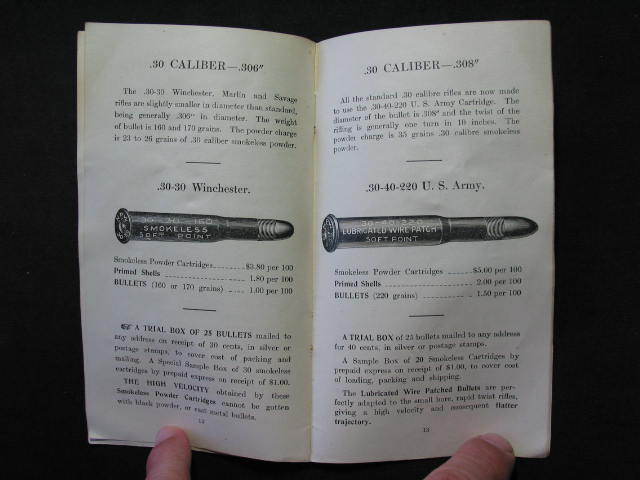 .30 CALIBER—.306"
The .30-30 Winchester, Marlin and Savage
rifles are slightly smaller in diameter than standard,
being generally .306" in diameter. The weight
of bullet is 160 and 170 grains. The powder charge
is 23 to 26 grains of .30 caliber smokeless powder.
.30-30 Winchester.
30-30-160
SMOKELESS
SOFT POINT
Smokeless Powder Cartridges $3.80 per 100
Primed Shells 1.80 per 100
BULLETS (160 or 170 grains) 1.00 per 100
☞ A TRIAL BOX OF 25 BULLETS mailed to
any address on receipt of 30 cents, in silver or
postage stamps, to cover cost of packing and
mailing. A Special Sample Box of 30 smokeless
cartridges by prepaid express on receipt of $1.00.
THE HIGH VELOCITY obtained by these
Smokeless Powder Cartridges cannot be gotten
with black powder, or cast metal bullets.
12
.30 CALIBER—.308"
All the standard .30 calibre rifles are now made
to use the .30-40-220 U. S. Army Cartridge. The
diameter of the bullet is .308" and the twist of the
rifling is generally one turn in 10 inches. The
powder charge is 35 grains .30 calibre smokeless
powder.
.30-40-220 U. S. Army.
30-40-220
LUBRICATED WIRE PATCH
SOFT POINT
Smokeless Powder Cartridges $5.00 per 100
Primed Shells 2.00 per 100
BULLETS (220 grains) 1.50 per 100
A TRIAL BOX of 25 bullets mailed to any address
for 40 cents, in silver or postage stamps.
A Sample Box of 20 Smokeless Cartridges by
prepaid express on receipt of $1.00, to cover cost
of loading, packing and shipping.
The Lubricated Wire Patched Bullets are per-
fectly adapted to the small bore, rapid twist rifles,
giving a high velocity and consequent flatter
trajectory.
13